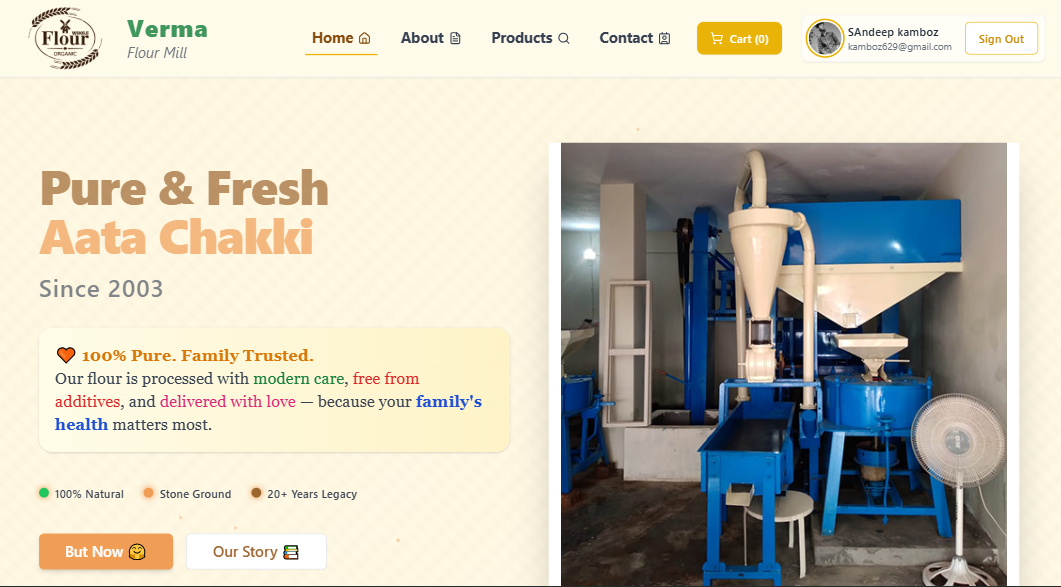 Flour
WHOLE
ORGANIC
Verma
Flour Mill
Home
About
Products
Contact
Cart (0)
SAndeep kamboz
kamboz629@gmail.com
Sign Out
Pure & Fresh
Aata Chakki
Since 2003
🧡 100% Pure. Family Trusted.
Our flour is processed with modern care, free from
additives, and delivered with love — because your family's
health matters most.
100% Natural
Stone Ground
20+ Years Legacy
But Now 🤗
Our Story 📚